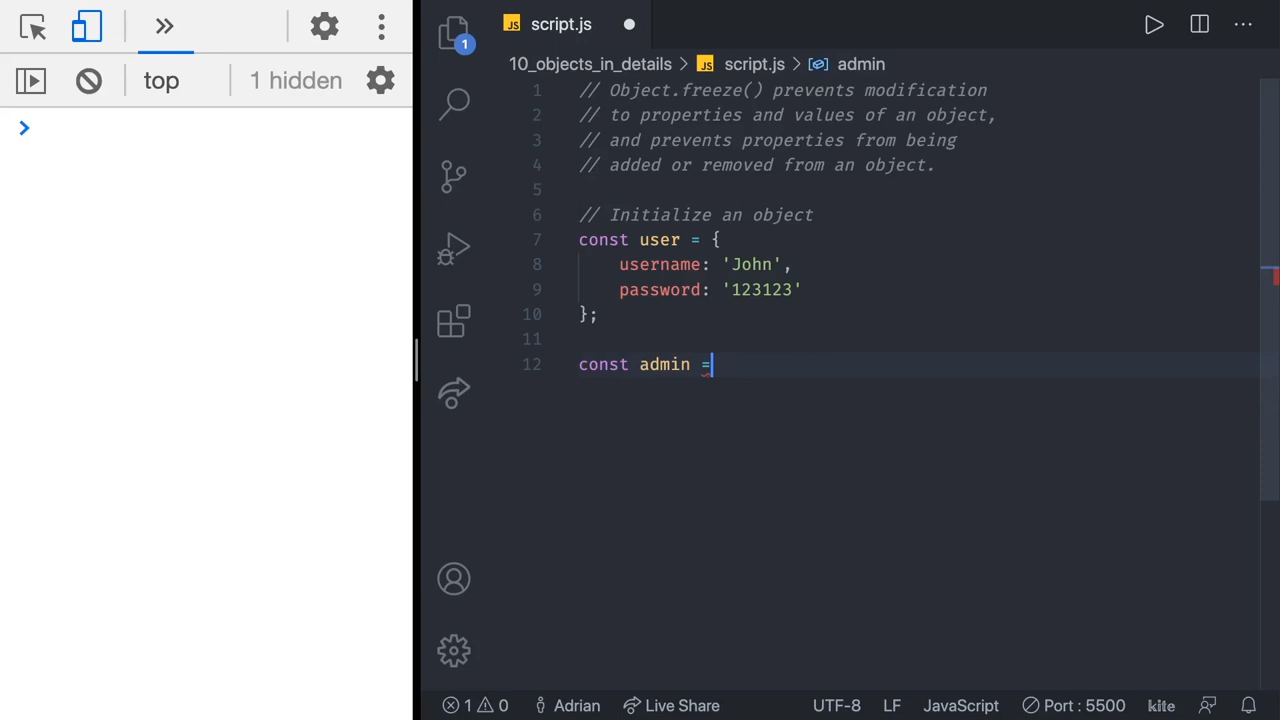 top
1 hidden
1
JS script.js
10_objects_in_details > JS script.js > admin
1 // Object.freeze() prevents modification
2 // to properties and values of an object,
3 // and prevents properties from being
4 // added or removed from an object.
5
6 // Initialize an object
7 const user = {
8 username: 'John',
9 password: '123123'
10 };
11
12 const admin =
1 0 Adrian Live Share UTF-8 LF JavaScript Port : 5500 kite